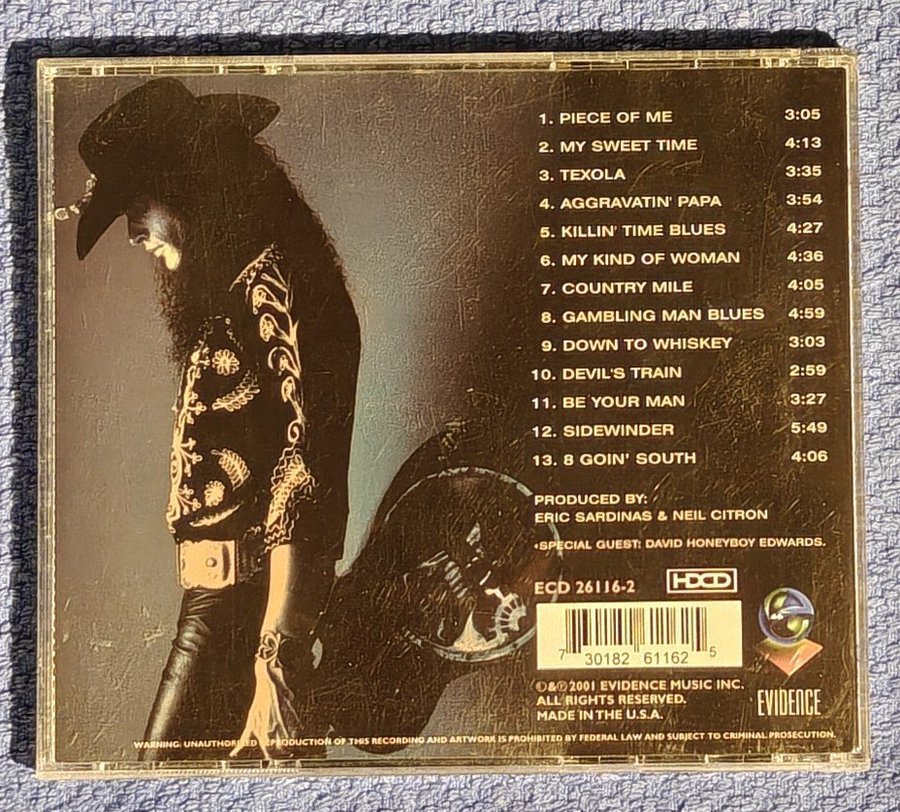 1. PIECE OF ME 3:05
2. MY SWEET TIME 4:13
3. TEXOLA 3:35
4. AGGRAVATIN' PAPA 3:54
5. KILLIN' TIME BLUES 4:27
6. MY KIND OF WOMAN 4:36
7. COUNTRY MILE 4:05
8. GAMBLING MAN BLUES 4:59
9. DOWN TO WHISKEY 3:03
10. DEVIL'S TRAIN 2:59
11. BE YOUR MAN 3:27
12. SIDEWINDER 5:49
13. 8 GOIN' SOUTH 4:06
PRODUCED BY:
ERIC SARDINAS & NEIL CITRON
•SPECIAL GUEST: DAVID HONEYBOY EDWARDS.
ECD 26116-2 HDCD
7 30182 61162 5
©&℗ 2001 EVIDENCE MUSIC INC.
ALL RIGHTS RESERVED.
MADE IN THE U.S.A.
e
EVIDENCE
WARNING: UNAUTHORIZED REPRODUCTION OF THIS RECORDING AND ARTWORK IS PROHIBITED BY FEDERAL LAW AND SUBJECT TO CRIMINAL PROSECUTION.